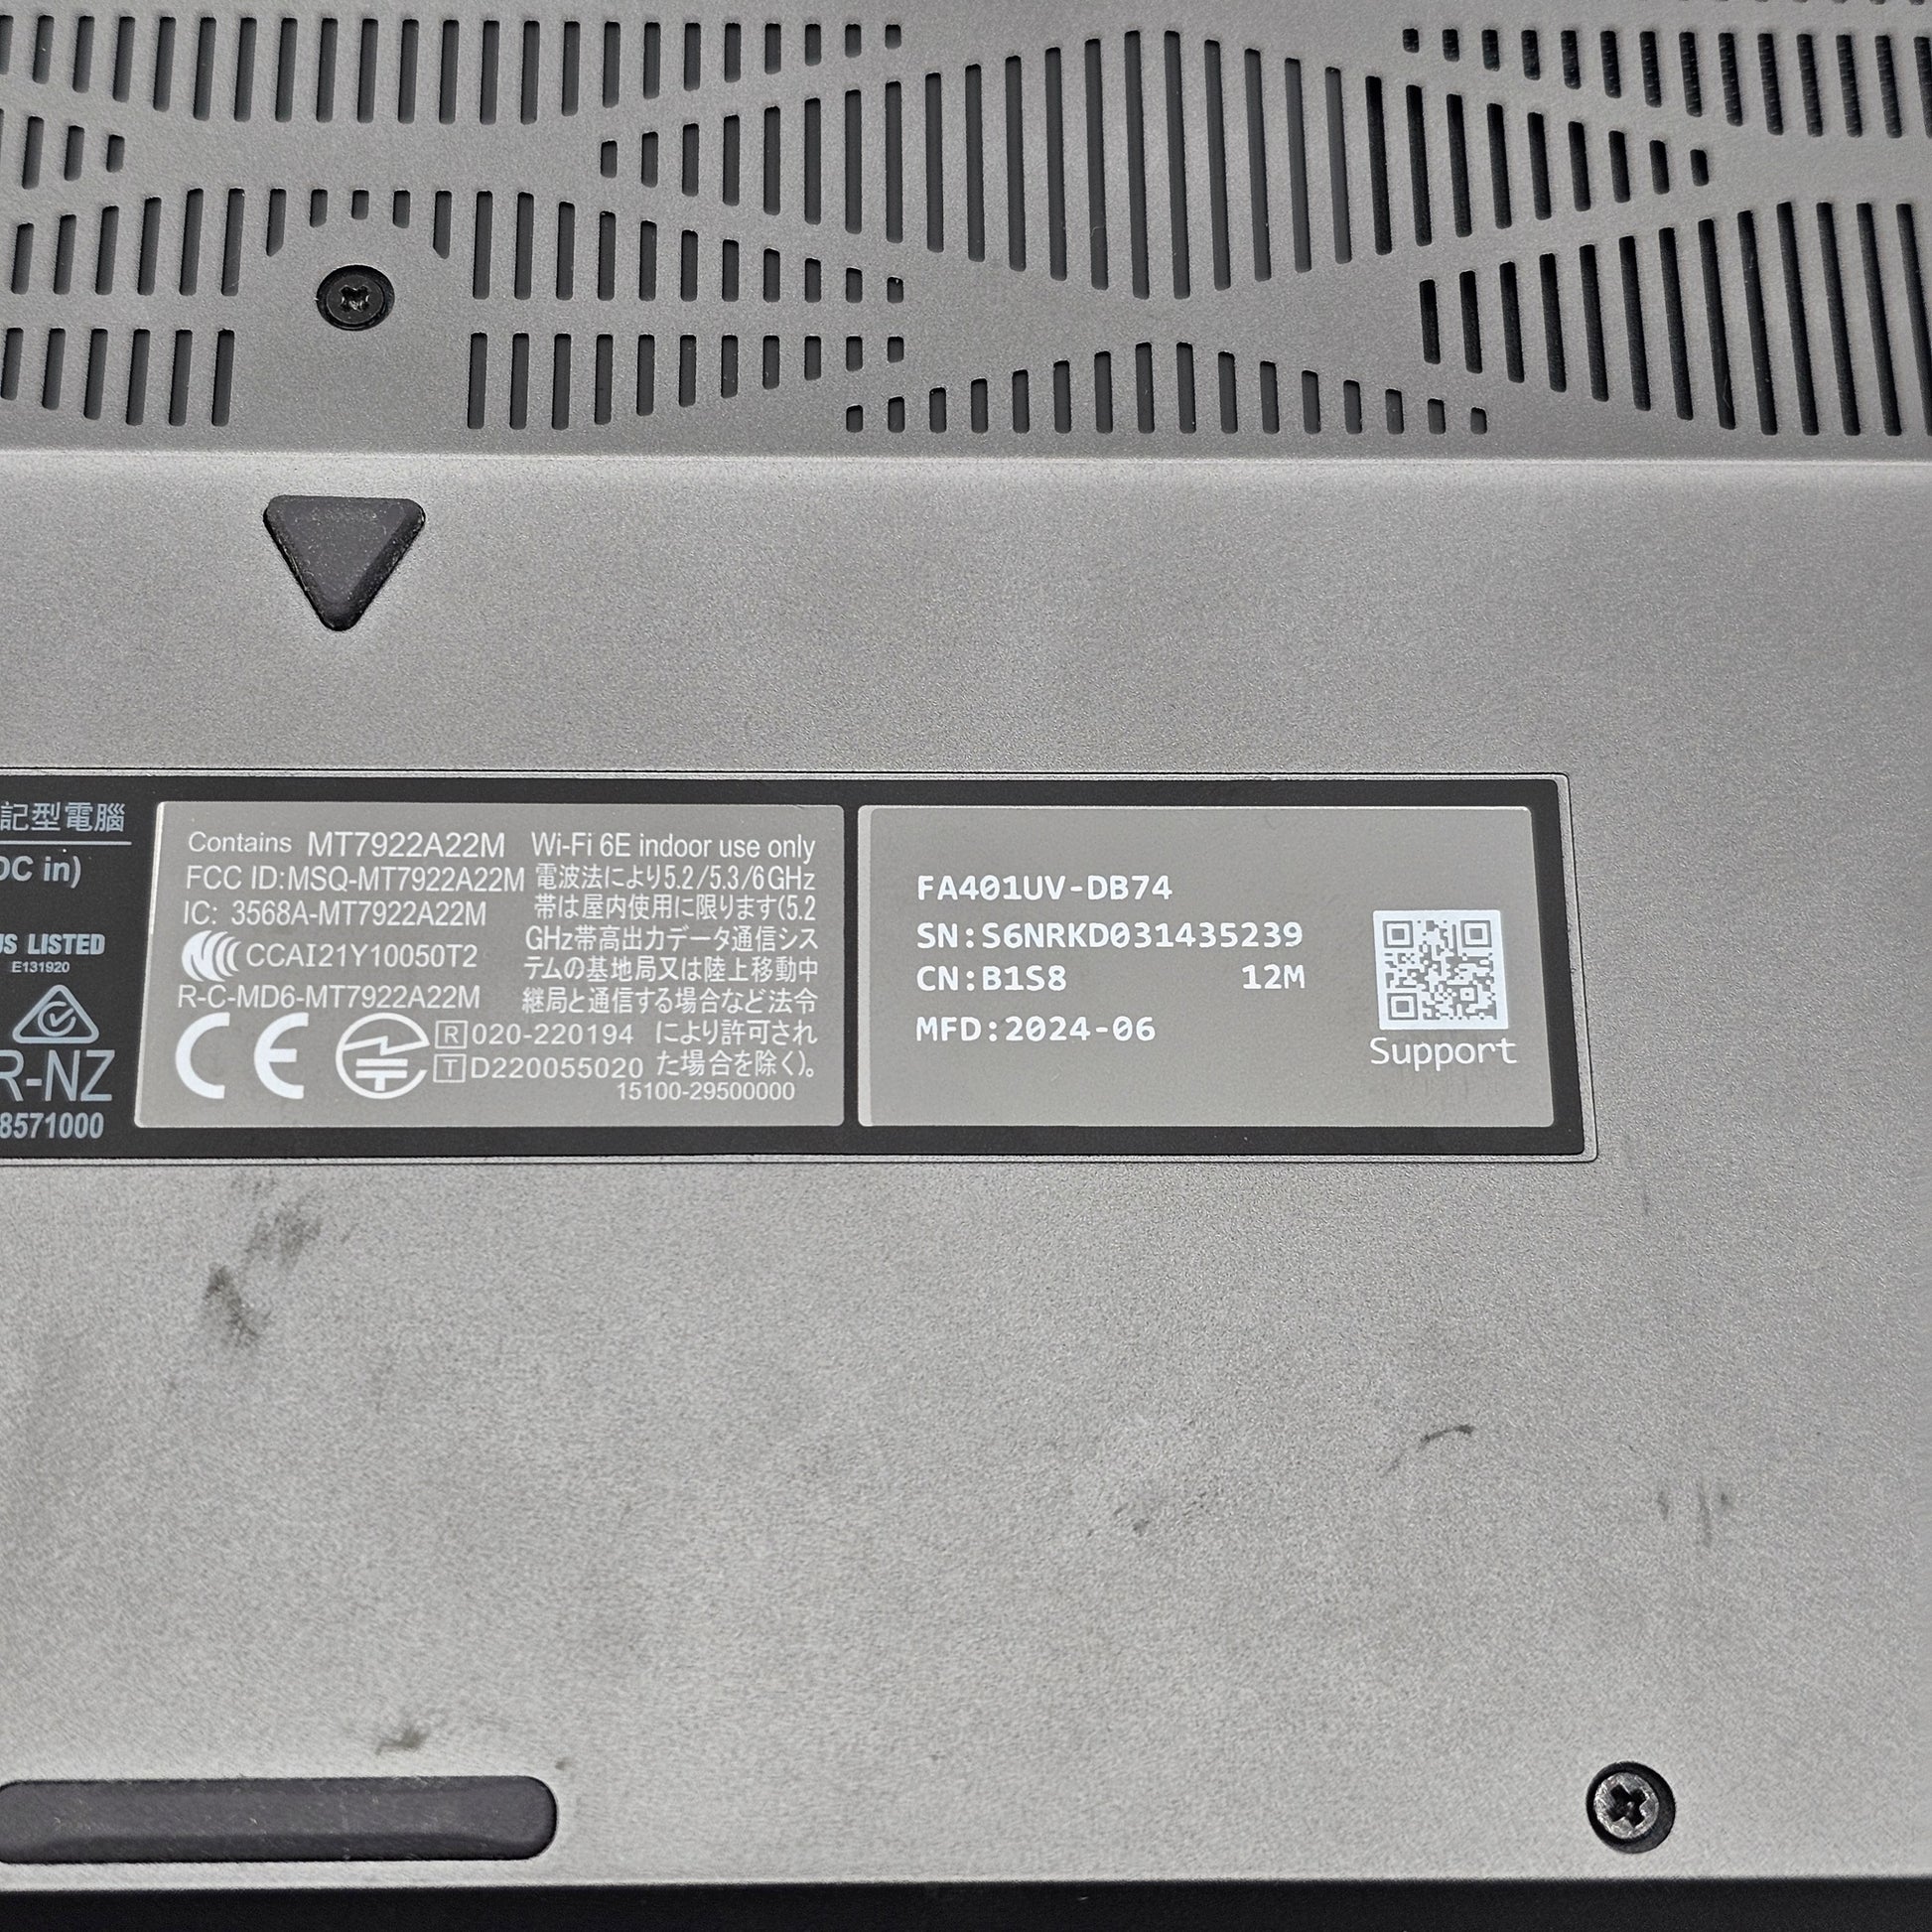 記型電腦
DC in)
US LISTED
E131920
R-NZ
8571000
Contains MT7922A22M
FCC ID:MSQ-MT7922A22M
IC: 3568A-MT7922A22M
CCAI21Y10050T2
R-C-MD6-MT7922A22M
CE
R 020-220194
T D220055020
Wi-Fi 6E indoor use only
電波法により5.2/5.3/6GHz
帯は屋内使用に限ります(5.2
GHz帯高出力データ通信シス
テムの基地局又は陸上移動中
継局と通信する場合など法令
により許可され
た場合を除く)。
15100-29500000
FA401UV-DB74
SN:S6NRKD031435239
CN:B1S8 12M
MFD:2024-06
Support